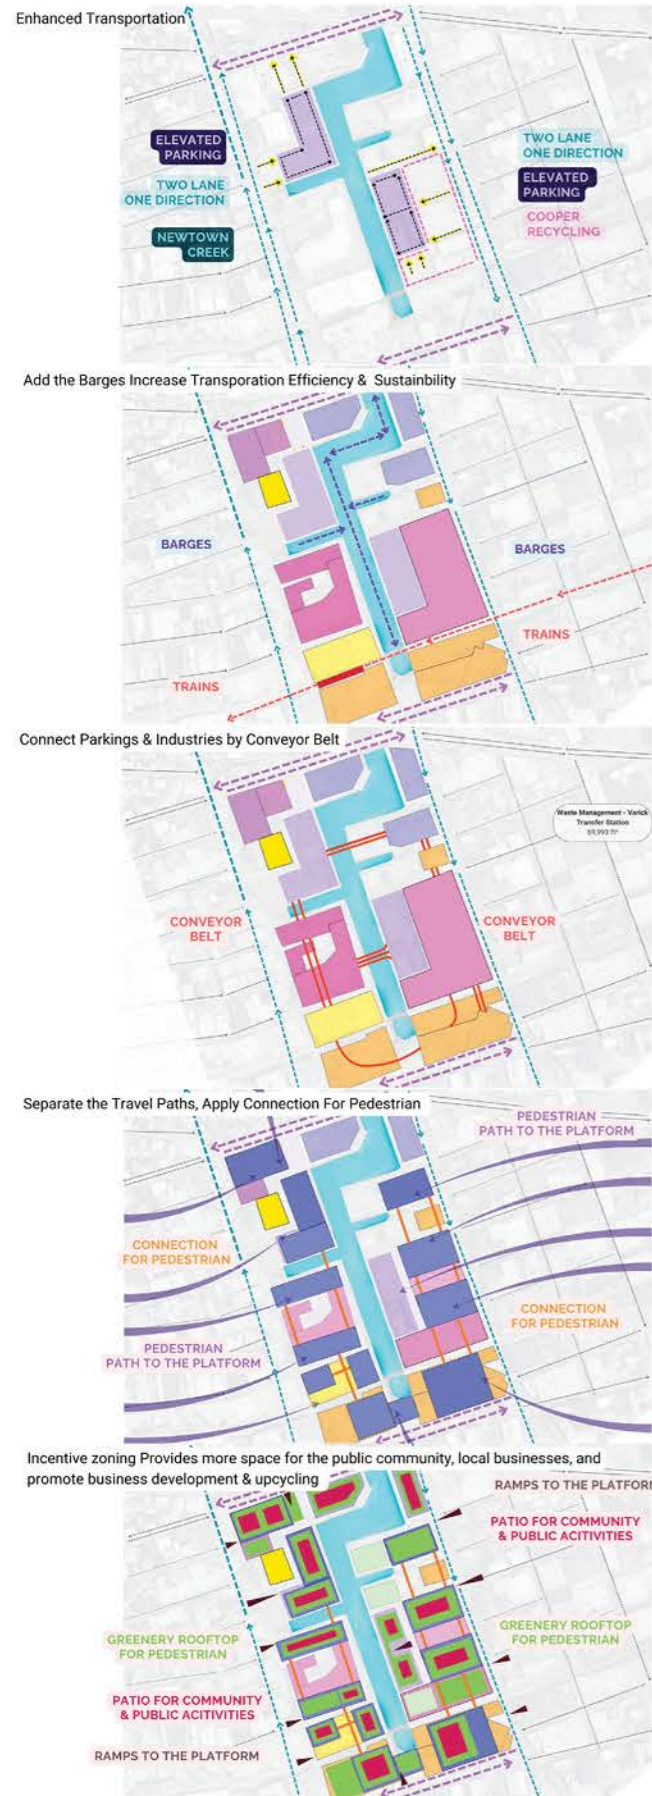 Enhanced Transportation
ELEVATED
PARKING
TWO LANE
ONE DIRECTION
NEWTOWN
CREEK
TWO LANE
ONE DIRECTION
ELEVATED
PARKING
COOPER
RECYCLING
Add the Barges Increase Transporation Efficiency & Sustainbility
BARGES
BARGES
TRAINS
TRAINS
Connect Parkings & Industries by Conveyor Belt
Waste Management - Varick
Transfer Station
CONVEYOR
BELT
CONVEYOR
BELT
Separate the Travel Paths, Apply Connection For Pedestrian
PEDESTRIAN
PATH TO THE PLATFORM
CONNECTION
FOR PEDESTRIAN
CONNECTION
FOR PEDESTRIAN
PEDESTRIAN
PATH TO THE PLATFORM
Incentive zoning Provides more space for the public community, local businesses, and
promote business development & upcycling
RAMPS TO THE PLATFORM
PATIO FOR COMMUNITY
& PUBLIC ACITIVITIES
GREENERY ROOFTOP
FOR PEDESTRIAN
GREENERY ROOFTOP
FOR PEDESTRIAN
PATIO FOR COMMUNITY
& PUBLIC ACITIVITIES
RAMPS TO THE PLATFORM